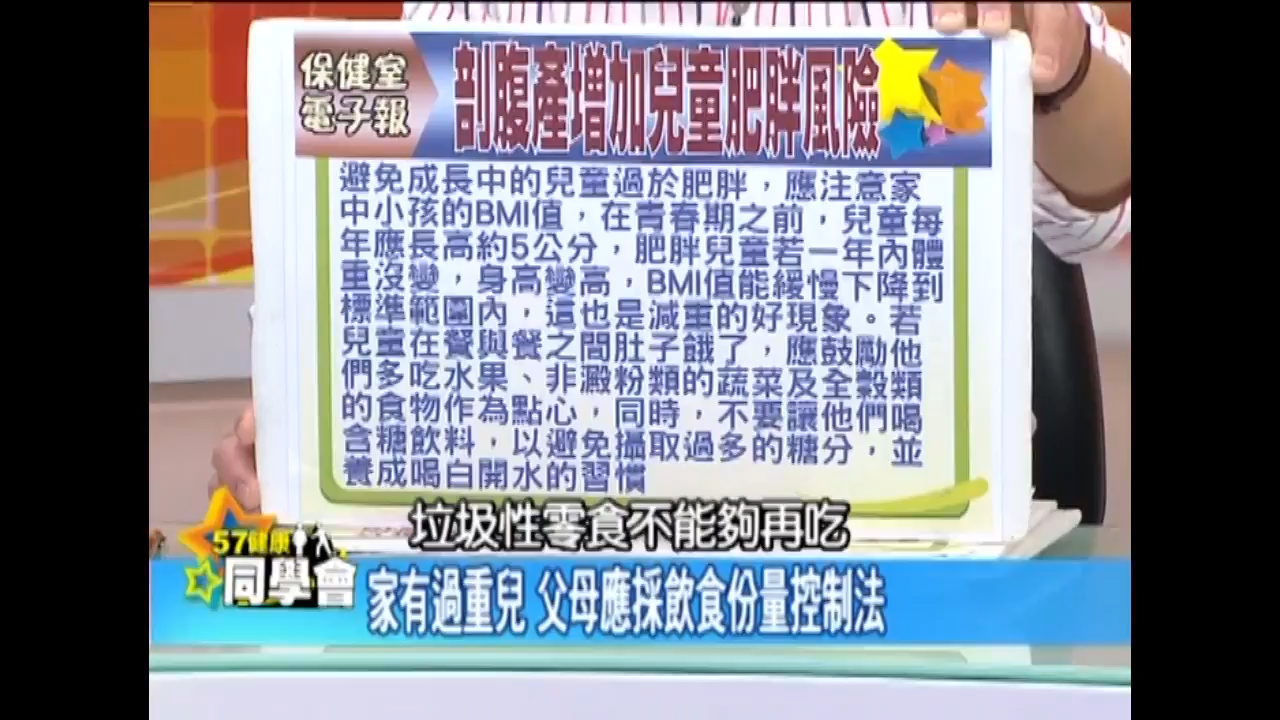 保健室
電子報
剖腹產增加兒童肥胖風險
避免成長中的兒童過於肥胖，應注意家
中小孩的BMI值，在青春期之前，兒童每
年應長高約5公分，肥胖兒童若一年內體
重沒變，身高變高，BMI值能緩慢下降到
標準範圍內，這也是減重的好現象。若
兒童在餐與餐之間肚子餓了，應鼓勵他
們多吃水果、非澱粉類的蔬菜及全穀類
的食物作為點心，同時，不要讓他們喝
含糖飲料，以避免攝取過多的糖分，並
養成喝白開水的習慣
垃圾性零食不能夠再吃
57健康
同學會
家有過重兒 父母應採飲食份量控制法